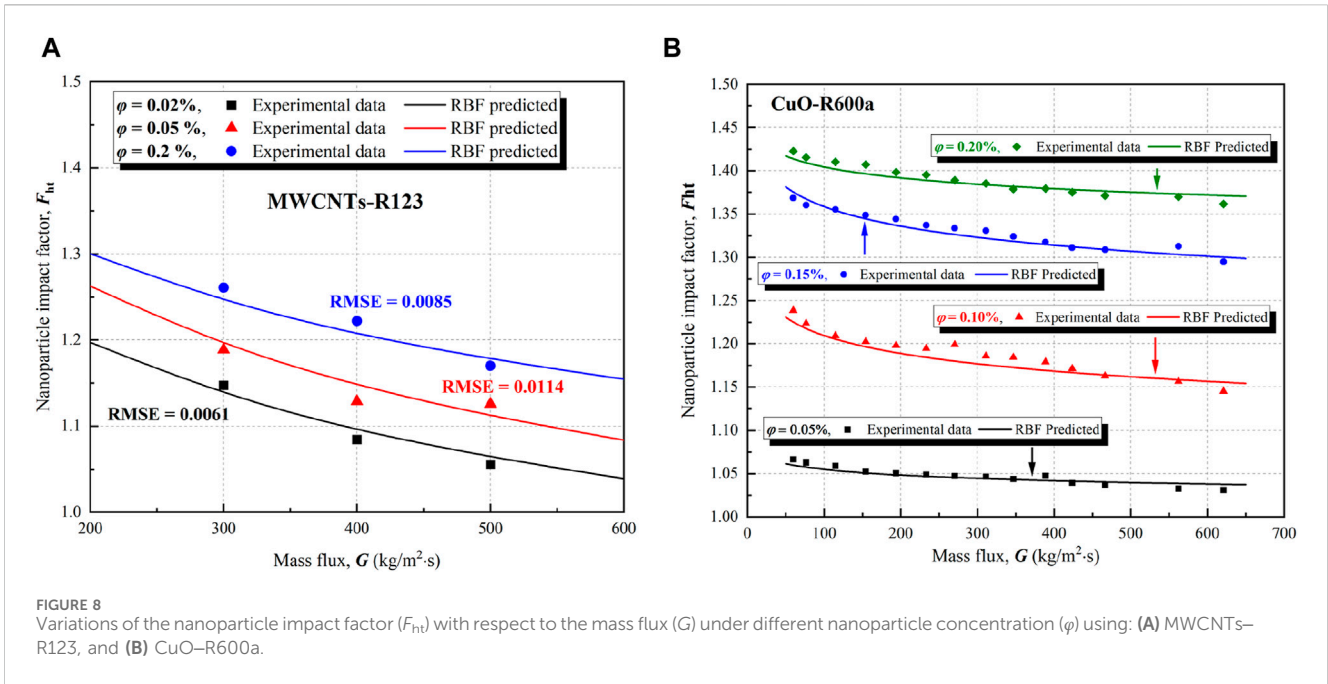 A
Nanoparticle impact factor, Fht
1.5
1.4
1.3
1.2
1.1
1.0
φ = 0.02%, Experimental data RBF predicted
φ = 0.05 %, Experimental data RBF predicted
φ = 0.2 %, Experimental data RBF predicted
MWCNTs-R123
RMSE = 0.0085
RMSE = 0.0114
RMSE = 0.0061
200 300 400 500 600
Mass flux, G (kg/m²·s)
B
Nanoparticle impact factor, Fht
1.50
1.45
1.40
1.35
1.30
1.25
1.20
1.15
1.10
1.05
1.00
CuO-R600a
φ = 0.20%, Experimental data RBF Predicted
φ = 0.15%, Experimental data RBF Predicted
φ = 0.10%, Experimental data RBF Predicted
φ = 0.05% Experimental data RBF Predicted
0 100 200 300 400 500 600 700
Mass flux, G (kg/m²·s)
FIGURE 8
Variations of the nanoparticle impact factor (Fht) with respect to the mass flux (G) under different nanoparticle concentration (φ) using: (A) MWCNTs–
R123, and (B) CuO–R600a.